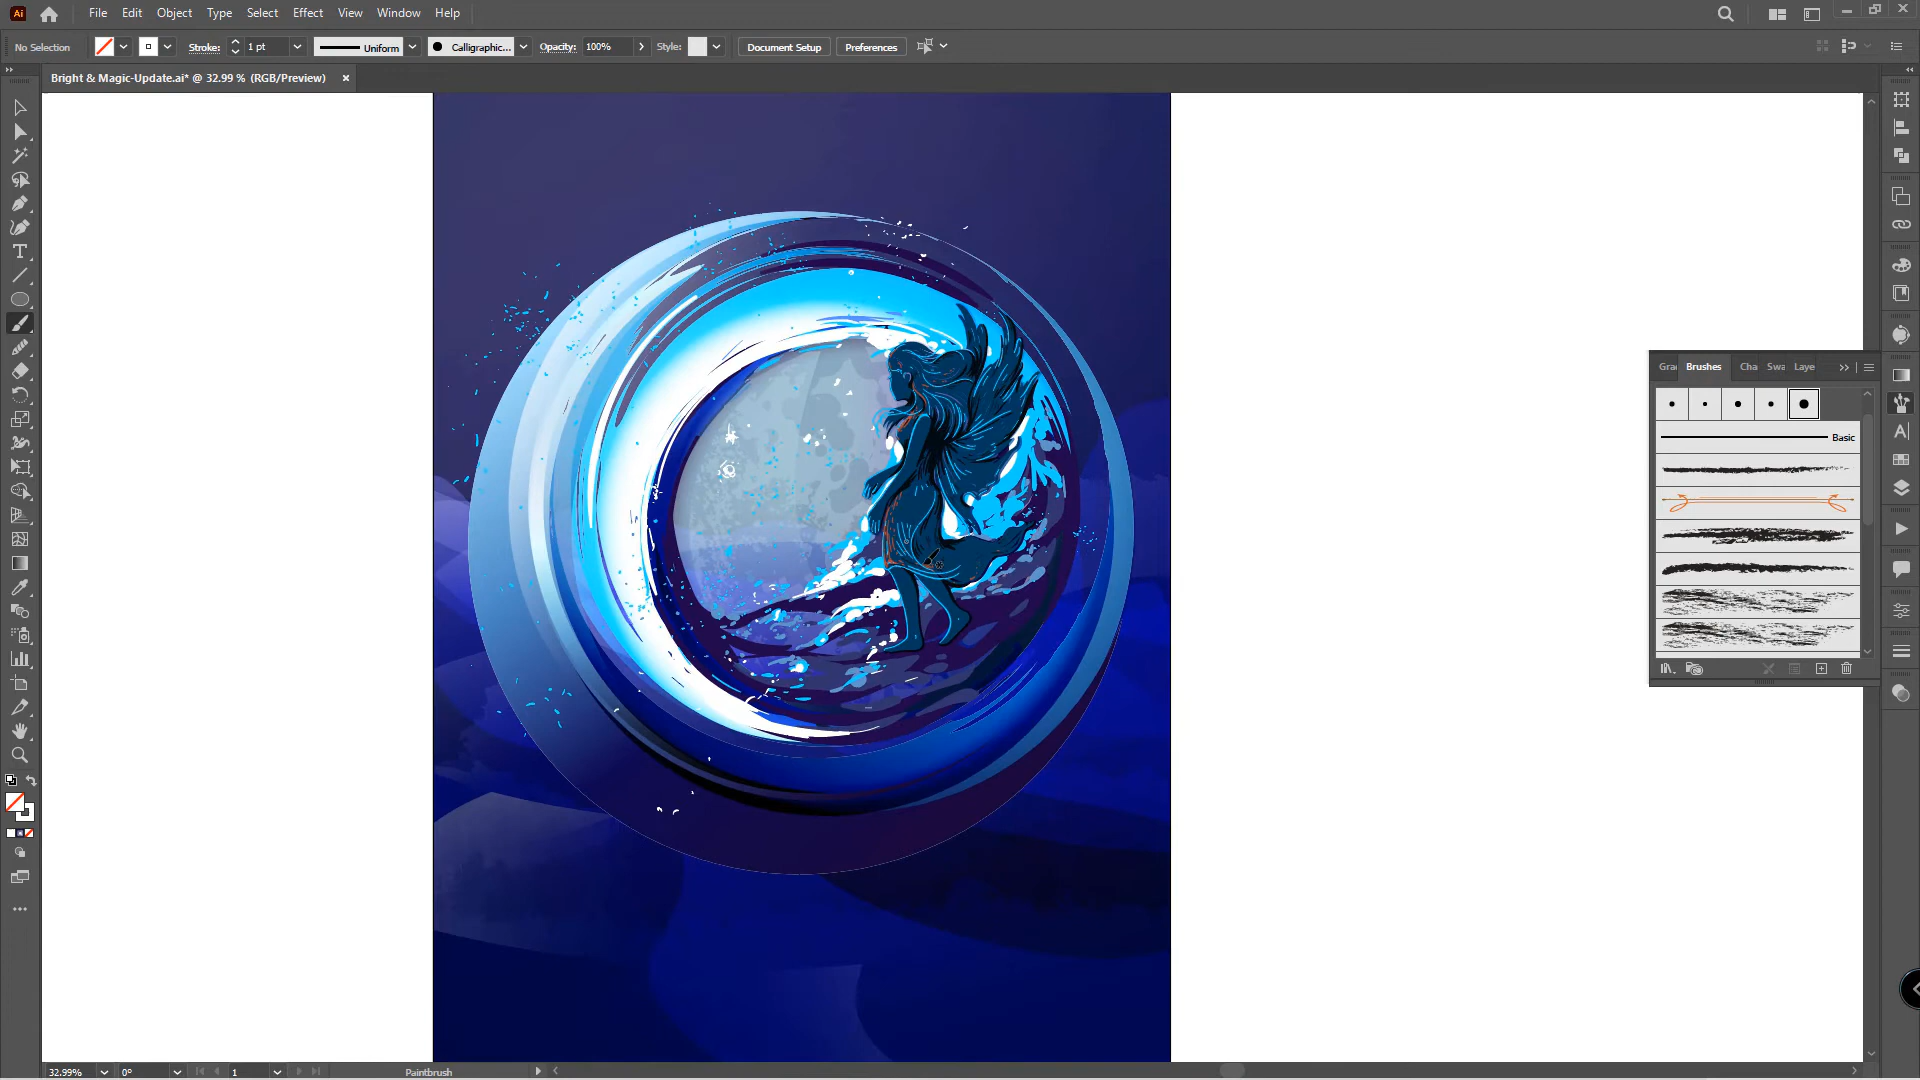 Ai File Edit Object Type Select Effect View Window Help
No Selection Stroke: 1 pt Uniform Calligraphic... Opacity: 100% Style: Document Setup Preferences
Bright & Magic-Update.ai* @ 32.99 % (RGB/Preview)
Gra Brushes Cha Swa Laye
Basic
32.99% 0° 1 Paintbrush